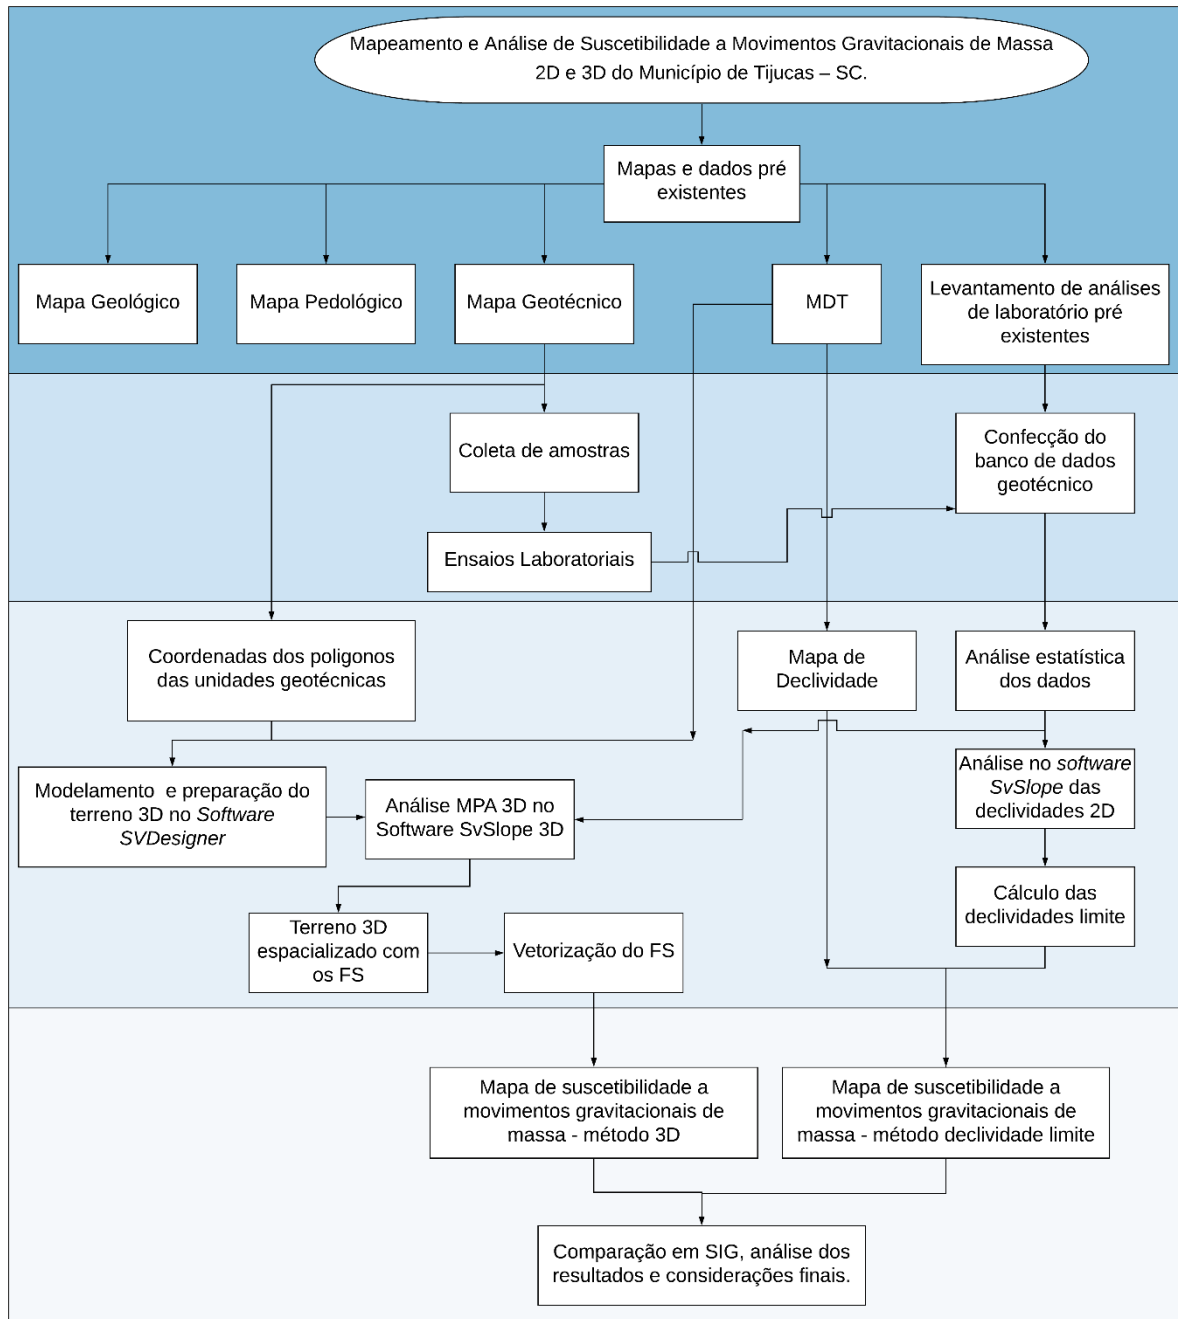 Mapeamento e Análise de Suscetibilidade a Movimentos Gravitacionais de Massa
2D e 3D do Município de Tijucas – SC.
Mapas e dados pré
existentes
Mapa Geológico
Mapa Pedológico
Mapa Geotécnico
MDT
Levantamento de análises
de laboratório pré
existentes
Coleta de amostras
Confecção do
banco de dados
geotécnico
Ensaios Laboratoriais
Coordenadas dos poligonos
das unidades geotécnicas
Mapa de
Declividade
Análise estatística
dos dados
Modelamento e preparação do
terreno 3D no Software
SVDesigner
Análise MPA 3D no
Software SvSlope 3D
Análise no software
SvSlope das
declividades 2D
Cálculo das
declividades limite
Terreno 3D
espacializado com
os FS
Vetorização do FS
Mapa de suscetibilidade a
movimentos gravitacionais de
massa - método 3D
Mapa de suscetibilidade a
movimentos gravitacionais de
massa - método declividade limite
Comparação em SIG, análise dos
resultados e considerações finais.